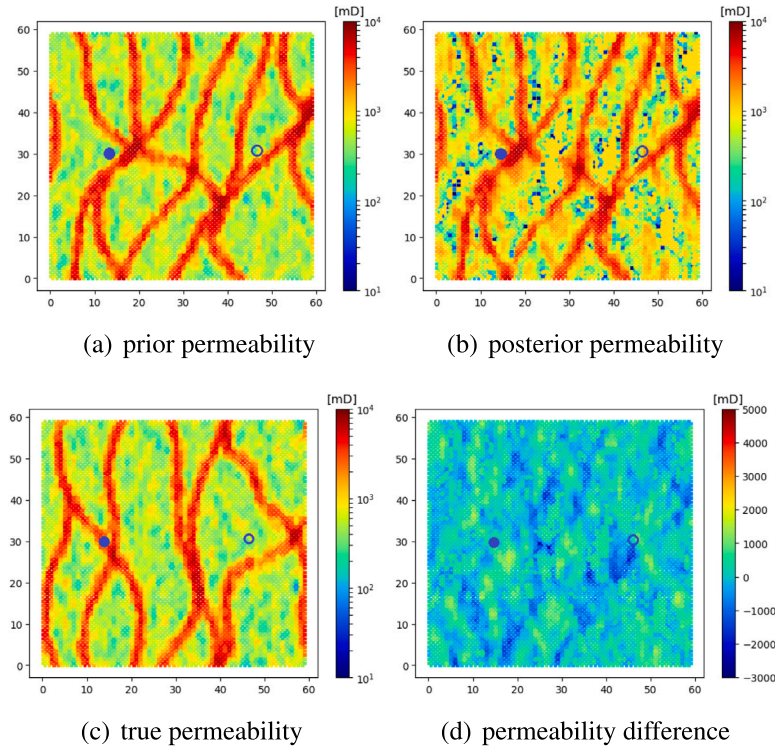 [mD] [mD]
60 10⁴ 60 10⁴
50 50
40 10³ 40 10³
30 30
20 10² 20 10²
10 10
0 10¹ 0 10¹
0 10 20 30 40 50 60 0 10 20 30 40 50 60
(a) prior permeability (b) posterior permeability
[mD] [mD]
60 10⁴ 60 5000
50 50 4000
40 10³ 40 3000
30 30 2000
20 10² 20 1000
10 10 0
0 10¹ 0 −1000
−2000
−3000
0 10 20 30 40 50 60 0 10 20 30 40 50 60
(c) true permeability (d) permeability difference